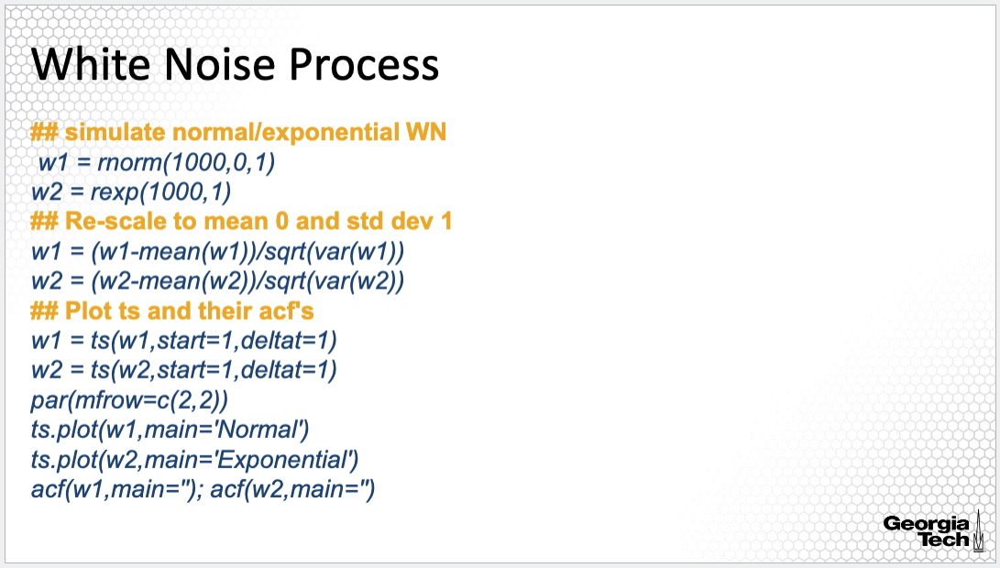 White Noise Process
## simulate normal/exponential WN
w1 = rnorm(1000,0,1)
w2 = rexp(1000,1)
## Re-scale to mean 0 and std dev 1
w1 = (w1-mean(w1))/sqrt(var(w1))
w2 = (w2-mean(w2))/sqrt(var(w2))
## Plot ts and their acf's
w1 = ts(w1,start=1,deltat=1)
w2 = ts(w2,start=1,deltat=1)
par(mfrow=c(2,2))
ts.plot(w1,main='Normal')
ts.plot(w2,main='Exponential')
acf(w1,main=''); acf(w2,main='')
Georgia
Tech